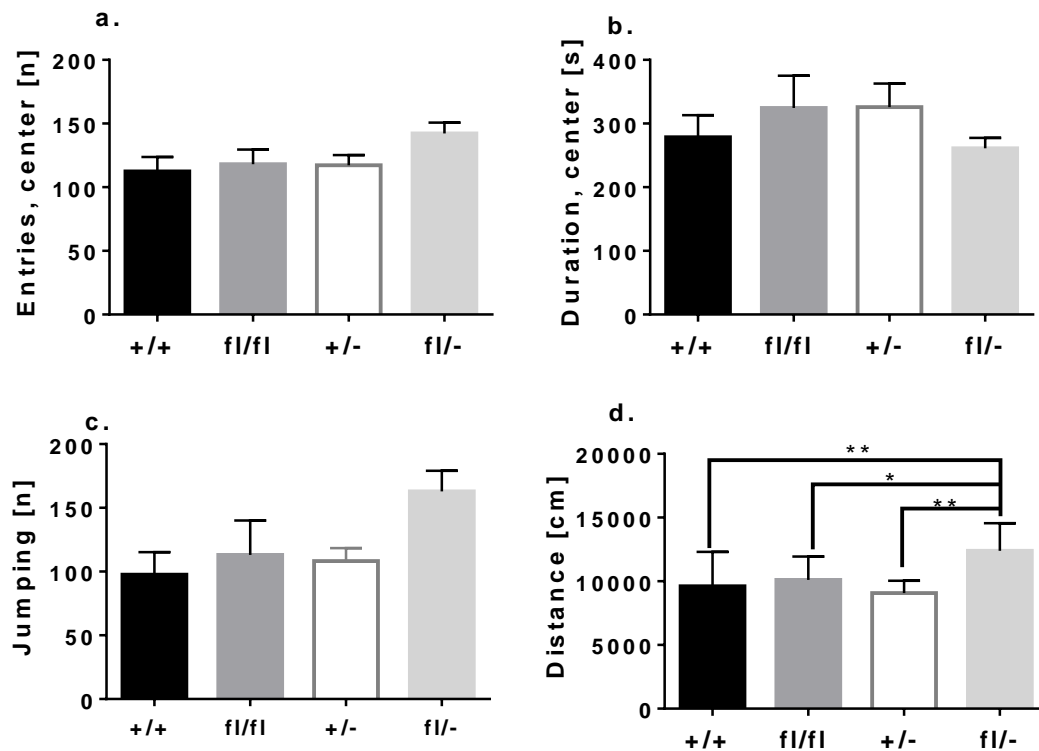 a.
Entries, center [n]
200
150
100
50
0
+/+ fl/fl +/- fl/-
b.
Duration, center [s]
400
300
200
100
0
+/+ fl/fl +/- fl/-
c.
Jumping [n]
200
150
100
50
0
+/+ fl/fl +/- fl/-
d.
Distance [cm]
20000
15000
10000
5000
0
**
*
**
+/+ fl/fl +/- fl/-